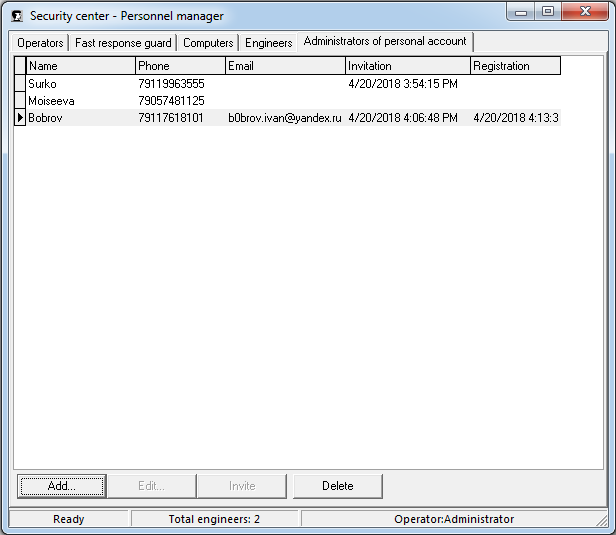 Security center - Personnel manager
Operators Fast response guard Computers Engineers Administrators of personal account
Name Phone Email Invitation Registration
Surko 79119963555 4/20/2018 3:54:15 PM
Moiseeva 79057481125
Bobrov 79117618101 b0brov.ivan@yandex.ru 4/20/2018 4:06:48 PM 4/20/2018 4:13:3
Add... Edit... Invite Delete
Ready Total engineers: 2 Operator:Administrator